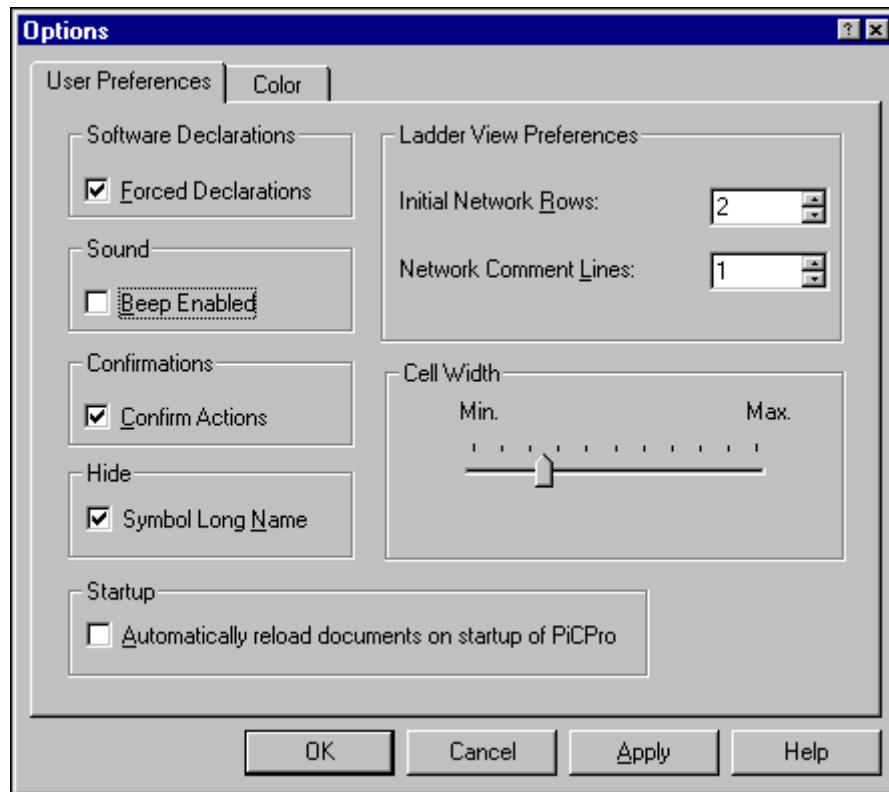 Options
User Preferences Color
Software Declarations
Forced Declarations
Sound
Beep Enabled
Confirmations
Confirm Actions
Hide
Symbol Long Name
Ladder View Preferences
Initial Network Rows: 2
Network Comment Lines: 1
Cell Width
Min. Max.
Startup
Automatically reload documents on startup of PiCPro
OK Cancel Apply Help